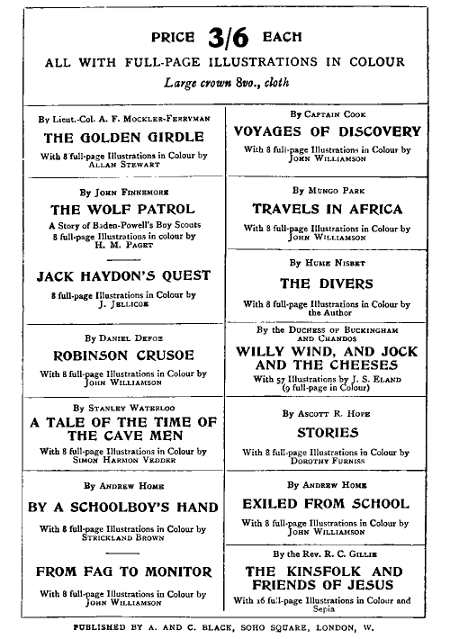 PRICE 3/6 EACH
ALL WITH FULL-PAGE ILLUSTRATIONS IN COLOUR
Large crown 8vo., cloth
By Lieut.-Col. A. F. Mockler-Ferryman
THE GOLDEN GIRDLE
With 8 full-page Illustrations in Colour by
Allan Stewart
By John Finnemore
THE WOLF PATROL
A Story of Baden-Powell's Boy Scouts
8 full-page Illustrations in colour by
H. M. Paget
JACK HAYDON'S QUEST
8 full-page Illustrations in Colour by
J. Jellicoe
By Daniel Defoe
ROBINSON CRUSOE
With 8 full-page Illustrations in Colour by
John Williamson
By Stanley Waterloo
A TALE OF THE TIME OF
THE CAVE MEN
With 8 full-page Illustrations in Colour by
Simon Harmon Vedder
By Andrew Home
BY A SCHOOLBOY'S HAND
With 8 full-page Illustrations in Colour by
Strickland Brown
FROM FAG TO MONITOR
With 8 full-page Illustrations in Colour by
John Williamson
By Captain Cook
VOYAGES OF DISCOVERY
With 8 full-page Illustrations in Colour by
John Williamson
By Mungo Park
TRAVELS IN AFRICA
With 8 full-page Illustrations in Colour by
John Williamson
By Hume Nisbet
THE DIVERS
With 8 full-page Illustrations in Colour by
the Author
By the Duchess of Buckingham
and Chandos
WILLY WIND, AND JOCK
AND THE CHEESES
With 57 Illustrations by J. S. Eland
(9 full-page in Colour)
By Ascott R. Hope
STORIES
With 8 full-page Illustrations in Colour by
Dorothy Furniss
By Andrew Home
EXILED FROM SCHOOL
With 8 full-page Illustrations in Colour by
John Williamson
By the Rev. R. C. Gillie
THE KINSFOLK AND
FRIENDS OF JESUS
With 16 full-page Illustrations in Colour and
Sepia
PUBLISHED BY A. AND C. BLACK, SOHO SQUARE, LONDON, W.